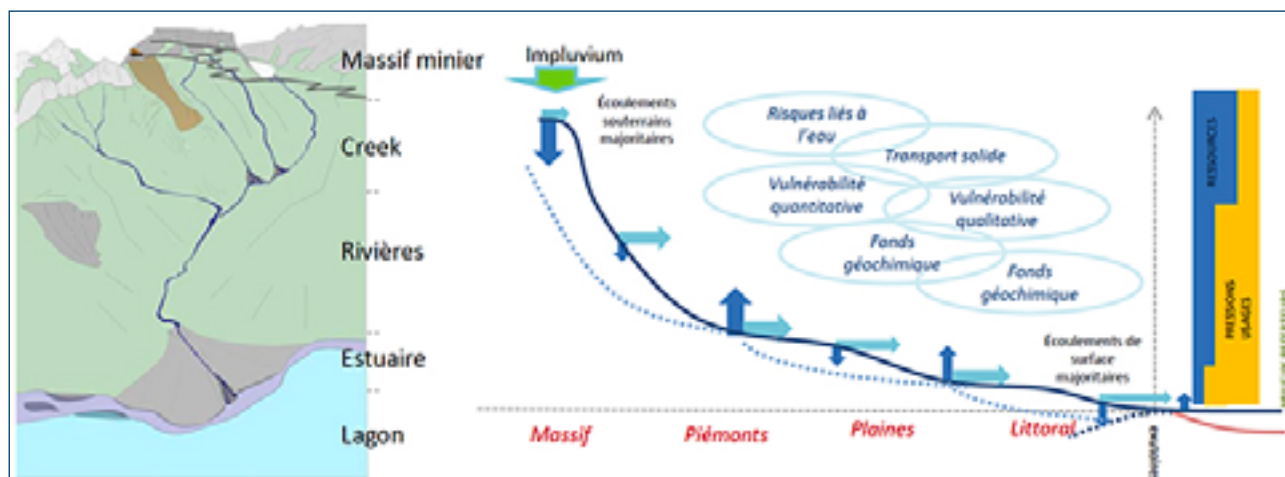 Massif minier
Creek
Rivières
Estuaire
Lagon
Impluvium
Écoulements
souterrains
majoritaires
Risques liés à
l'eau
Transport solide
Vulnérabilité
quantitative
Vulnérabilité
qualitative
Fonds
géochimique
Fonds
géochimique
Écoulements de
surface
majoritaires
Massif
Piémonts
Plaines
Littoral
RESSOURCES
PRESSIONS
USAGES